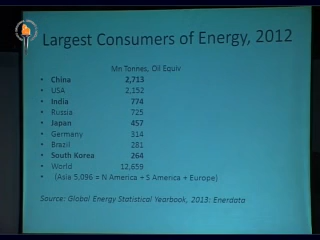 Largest Consumers of Energy, 2012
Mn Tonnes, Oil Equiv
• China 2,713
• USA 2,152
• India 774
• Russia 725
• Japan 457
• Germany 314
• Brazil 281
• South Korea 264
• World 12,659
• (Asia 5,096 = N America + S America + Europe)
Source: Global Energy Statistical Yearbook, 2013: Enerdata